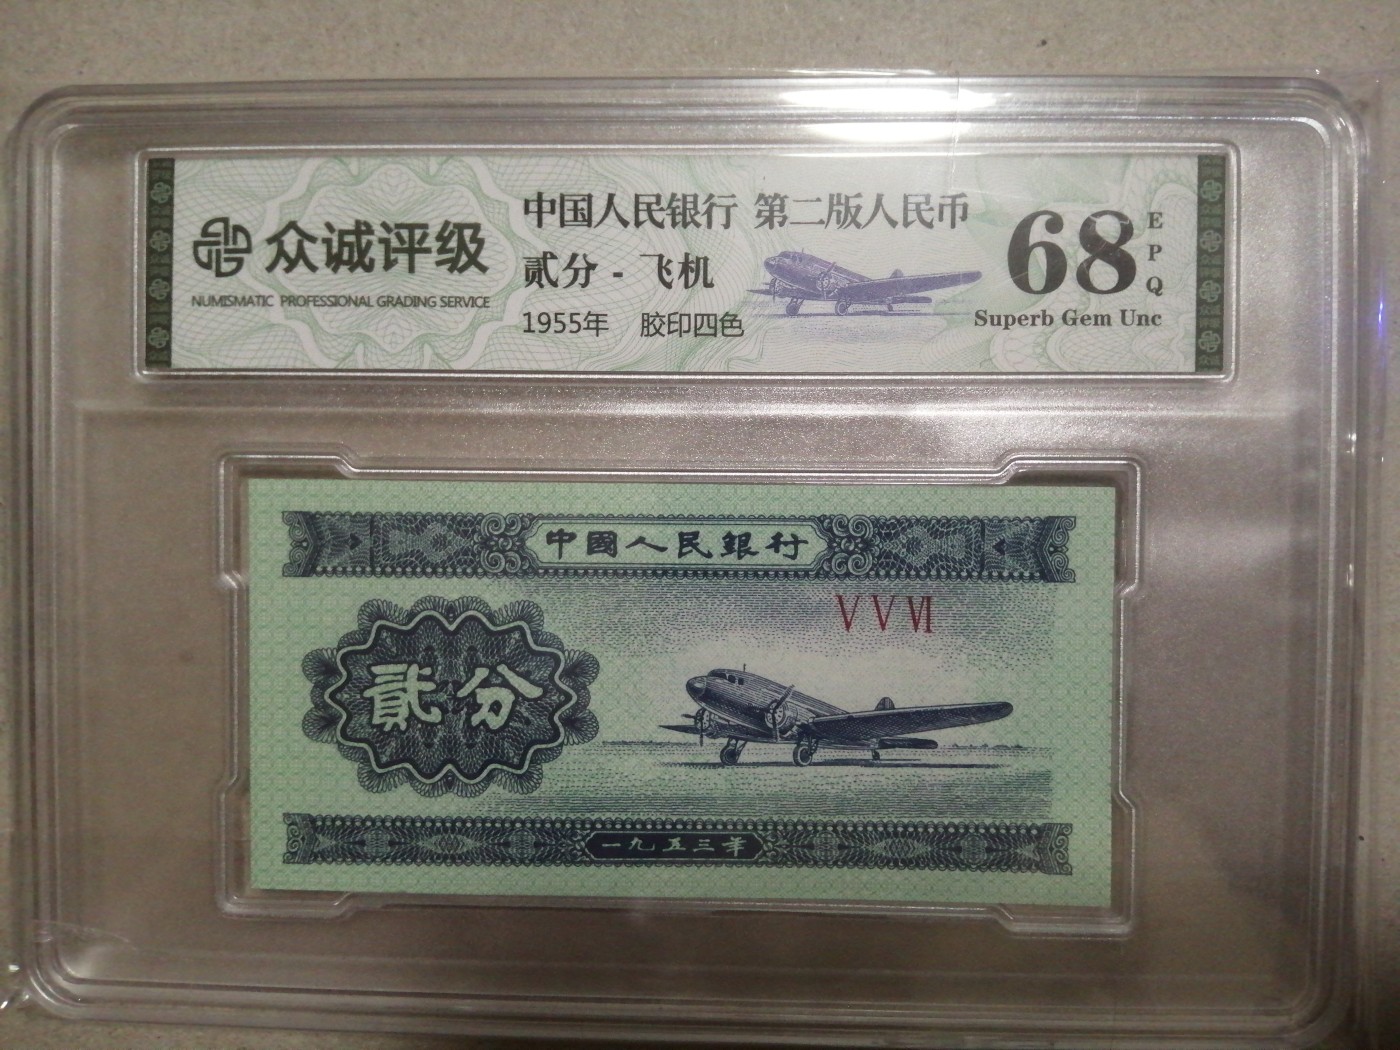 众诚评级
NUMISMATIC PROFESSIONAL GRADING SERVICE
中国人民银行 第二版人民币
贰分 - 飞机
1955年 胶印四色
68
EPQ
Superb Gem Unc
中國人民銀行
ⅤⅤⅥ
貳分
一九五三年